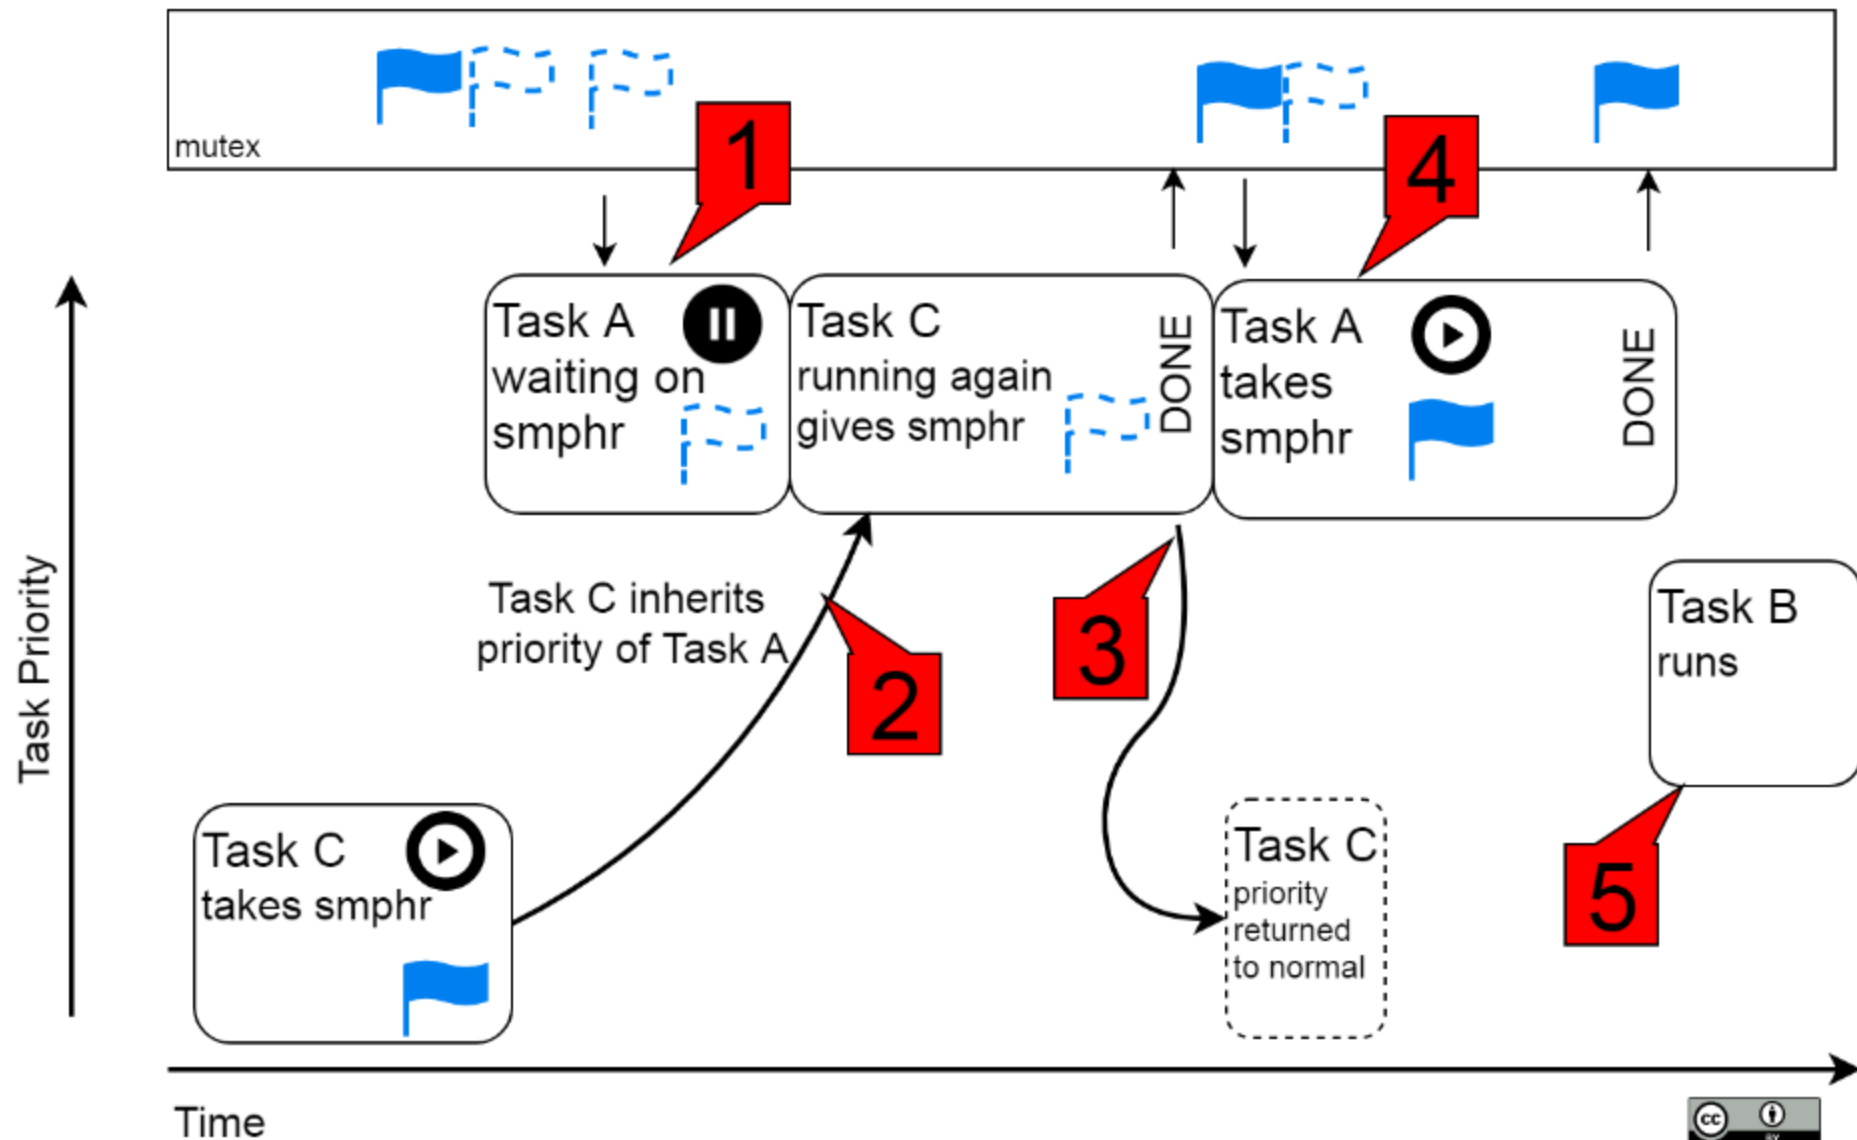 mutex
1
4
Task A
waiting on
smphr
Task C
running again
gives smphr
DONE
Task A
takes
smphr
DONE
Task Priority
Task C inherits
priority of Task A
2
3
Task B
runs
Task C
takes smphr
Task C
priority
returned
to normal
5
Time
cc